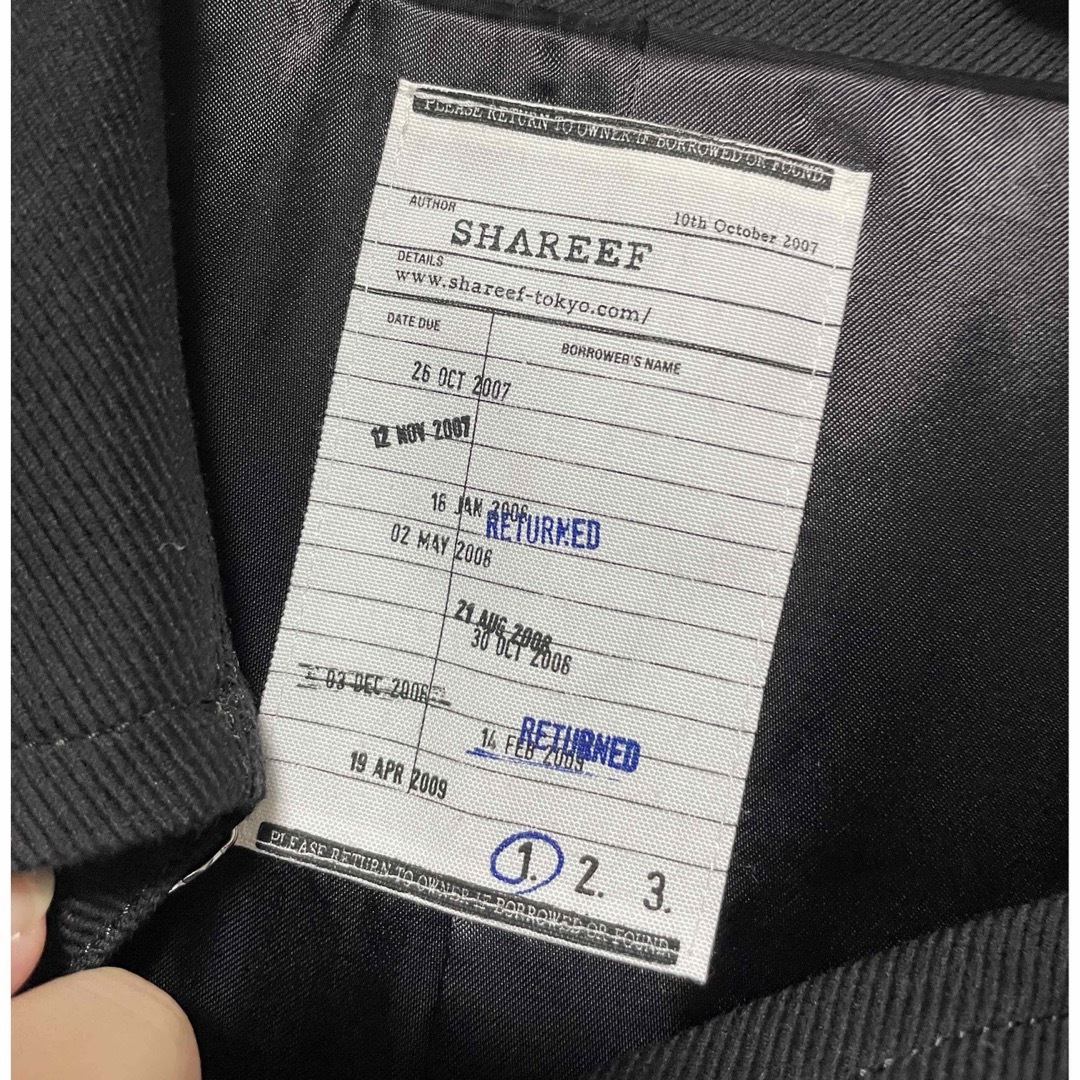 PLEASE RETURN TO OWNER IF BORROWED OR FOUND.
AUTHOR
10th October 2007
SHAREEF
DETAILS
www.shareef-tokyo.com/
DATE DUE
BORROWER'S NAME
26 OCT 2007
12 NOV 2007
16 JAN 2006
RETURNED
02 MAY 2006
21 AUG 2006
30 OCT 2006
03 DEC 2006
RETURNED
14 FEB 2009
19 APR 2009
1. 2. 3.
PLEASE RETURN TO OWNER IF BORROWED OR FOUND.